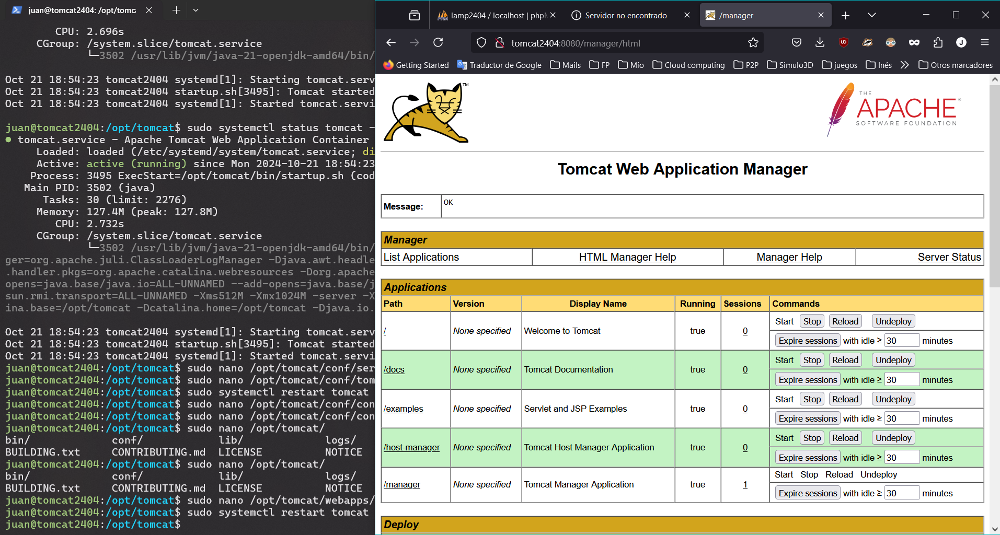 juan@tomcat2404: /opt/tomc
CPU: 2.696s
CGroup: /system.slice/tomcat.service
└─3502 /usr/lib/jvm/java-21-openjdk-amd64/bin/
Oct 21 18:54:23 tomcat2404 systemd[1]: Starting tomcat.serv
Oct 21 18:54:23 tomcat2404 startup.sh[3495]: Tomcat started
Oct 21 18:54:23 tomcat2404 systemd[1]: Started tomcat.servi
juan@tomcat2404:/opt/tomcat$ sudo systemctl status tomcat -
● tomcat.service - Apache Tomcat Web Application Container
Loaded: loaded (/etc/systemd/system/tomcat.service; di
Active: active (running) since Mon 2024-10-21 18:54:23
Process: 3495 ExecStart=/opt/tomcat/bin/startup.sh (cod
Main PID: 3502 (java)
Tasks: 30 (limit: 2276)
Memory: 127.4M (peak: 127.8M)
CPU: 2.732s
CGroup: /system.slice/tomcat.service
└─3502 /usr/lib/jvm/java-21-openjdk-amd64/bin/
ger=org.apache.juli.ClassLoaderLogManager -Djava.awt.headle
.handler.pkgs=org.apache.catalina.webresources -Dorg.apache
opens=java.base/java.io=ALL-UNNAMED --add-opens=java.base/j
sun.rmi.transport=ALL-UNNAMED -Xms512M -Xmx1024M -server -X
ina.base=/opt/tomcat -Dcatalina.home=/opt/tomcat -Djava.io.
Oct 21 18:54:23 tomcat2404 systemd[1]: Starting tomcat.serv
Oct 21 18:54:23 tomcat2404 startup.sh[3495]: Tomcat started
Oct 21 18:54:23 tomcat2404 systemd[1]: Started tomcat.servi
juan@tomcat2404:/opt/tomcat$ sudo nano /opt/tomcat/conf/ser
juan@tomcat2404:/opt/tomcat$ sudo nano /opt/tomcat/conf/tom
juan@tomcat2404:/opt/tomcat$ sudo systemctl restart tomcat
juan@tomcat2404:/opt/tomcat$ sudo nano /opt/tomcat/conf/con
juan@tomcat2404:/opt/tomcat$ sudo nano /opt/tomcat/conf/con
juan@tomcat2404:/opt/tomcat$ sudo nano /opt/tomcat/
bin/ conf/ lib/ logs/
BUILDING.txt CONTRIBUTING.md LICENSE NOTICE
juan@tomcat2404:/opt/tomcat$ sudo nano /opt/tomcat/
bin/ conf/ lib/ logs/
BUILDING.txt CONTRIBUTING.md LICENSE NOTICE
juan@tomcat2404:/opt/tomcat$ sudo nano /opt/tomcat/webapps/
juan@tomcat2404:/opt/tomcat$ sudo systemctl restart tomcat
juan@tomcat2404:/opt/tomcat$
lamp2404 / localhost | phpM
Servidor no encontrado
/manager
tomcat2404:8080/manager/html
J
Getting Started Traductor de Google Mails FP Mio Cloud computing P2P Simulo3D juegos Inés Otros marcadores
TM
THE
APACHE®
SOFTWARE FOUNDATION
Tomcat Web Application Manager
Message: OK
Manager
List Applications HTML Manager Help Manager Help Server Status
Applications
Path Version Display Name Running Sessions Commands
/ None specified Welcome to Tomcat true 0 Start Stop Reload Undeploy
Expire sessions with idle ≥ 30 minutes
/docs None specified Tomcat Documentation true 0 Start Stop Reload Undeploy
Expire sessions with idle ≥ 30 minutes
/examples None specified Servlet and JSP Examples true 0 Start Stop Reload Undeploy
Expire sessions with idle ≥ 30 minutes
/host-manager None specified Tomcat Host Manager Application true 0 Start Stop Reload Undeploy
Expire sessions with idle ≥ 30 minutes
/manager None specified Tomcat Manager Application true 1 Start Stop Reload Undeploy
Expire sessions with idle ≥ 30 minutes
Deploy